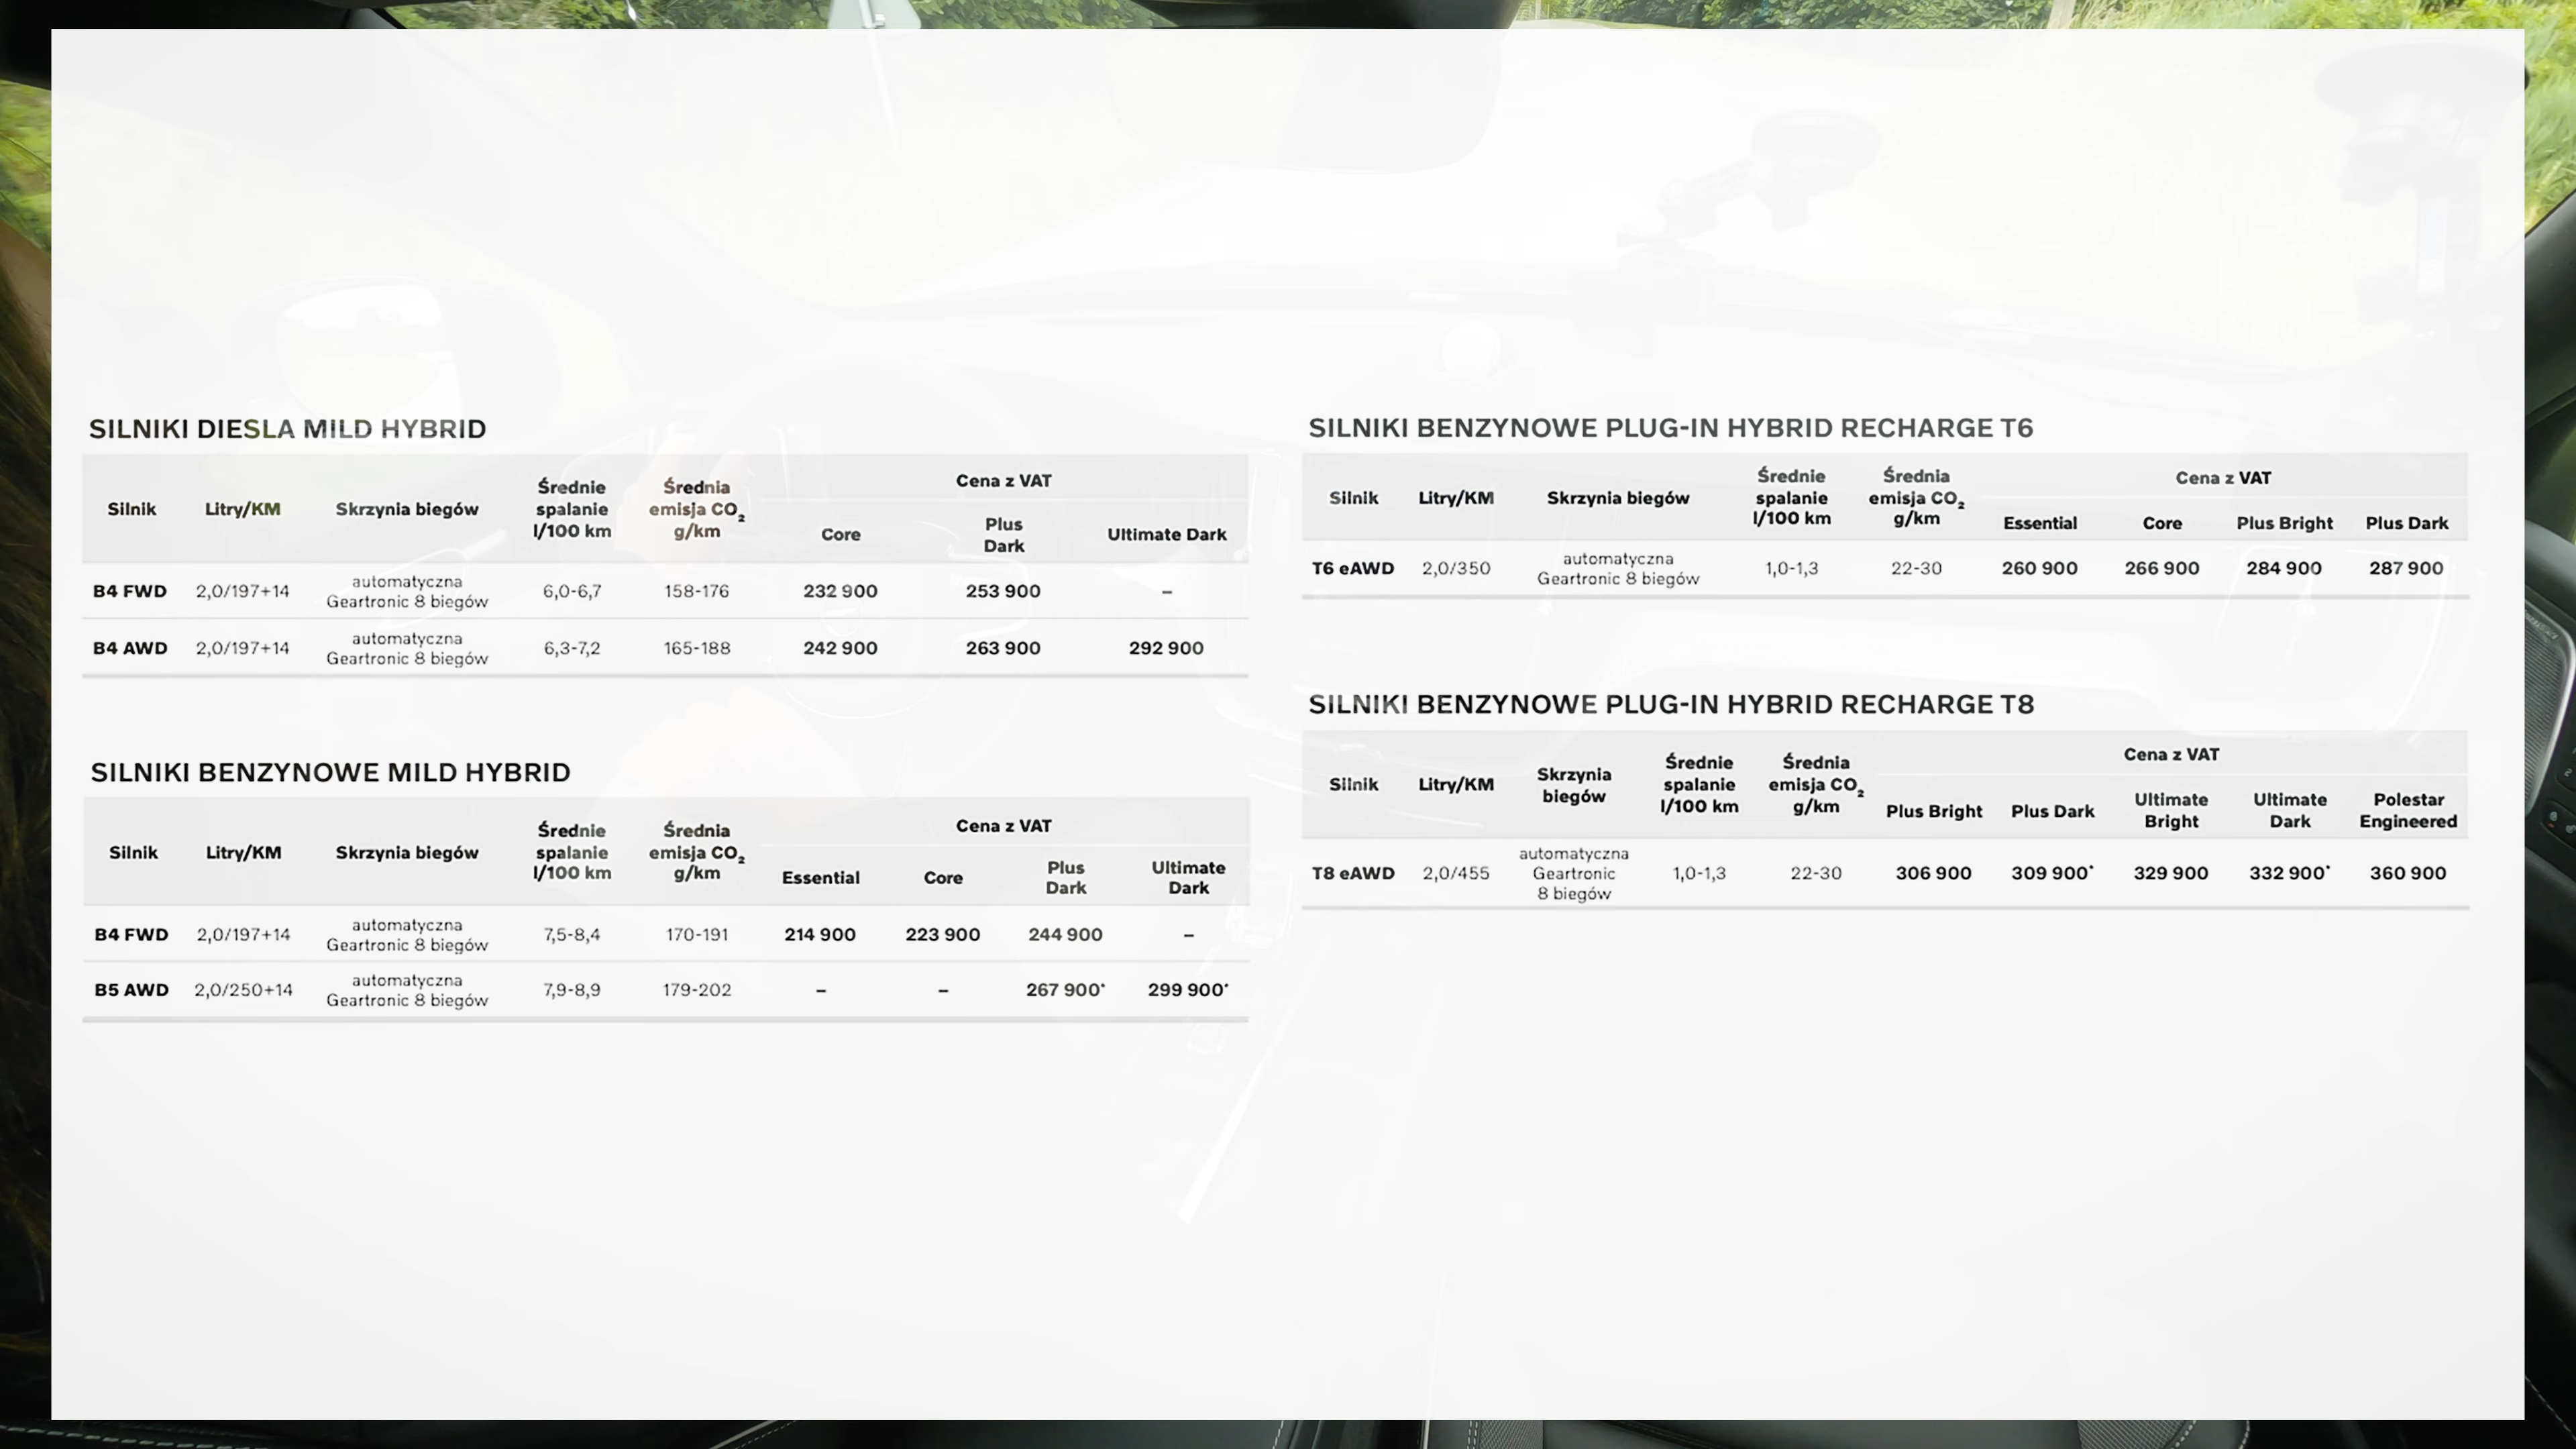 SILNIKI DIESLA MILD HYBRID
Silnik Litry/KM Skrzynia biegów Średnie spalanie l/100 km Średnia emisja CO₂ g/km Cena z VAT
Core Plus Dark Ultimate Dark
B4 FWD 2,0/197+14 automatyczna Geartronic 8 biegów 6,0-6,7 158-176 232 900 253 900 –
B4 AWD 2,0/197+14 automatyczna Geartronic 8 biegów 6,3-7,2 165-188 242 900 263 900 292 900
SILNIKI BENZYNOWE MILD HYBRID
Silnik Litry/KM Skrzynia biegów Średnie spalanie l/100 km Średnia emisja CO₂ g/km Cena z VAT
Essential Core Plus Dark Ultimate Dark
B4 FWD 2,0/197+14 automatyczna Geartronic 8 biegów 7,5-8,4 170-191 214 900 223 900 244 900 –
B5 AWD 2,0/250+14 automatyczna Geartronic 8 biegów 7,9-8,9 179-202 – – 267 900* 299 900*
SILNIKI BENZYNOWE PLUG-IN HYBRID RECHARGE T6
Silnik Litry/KM Skrzynia biegów Średnie spalanie l/100 km Średnia emisja CO₂ g/km Cena z VAT
Essential Core Plus Bright Plus Dark
T6 eAWD 2,0/350 automatyczna Geartronic 8 biegów 1,0-1,3 22-30 260 900 266 900 284 900 287 900
SILNIKI BENZYNOWE PLUG-IN HYBRID RECHARGE T8
Silnik Litry/KM Skrzynia biegów Średnie spalanie l/100 km Średnia emisja CO₂ g/km Cena z VAT
Plus Bright Plus Dark Ultimate Bright Ultimate Dark Polestar Engineered
T8 eAWD 2,0/455 automatyczna Geartronic 8 biegów 1,0-1,3 22-30 306 900 309 900* 329 900 332 900* 360 900